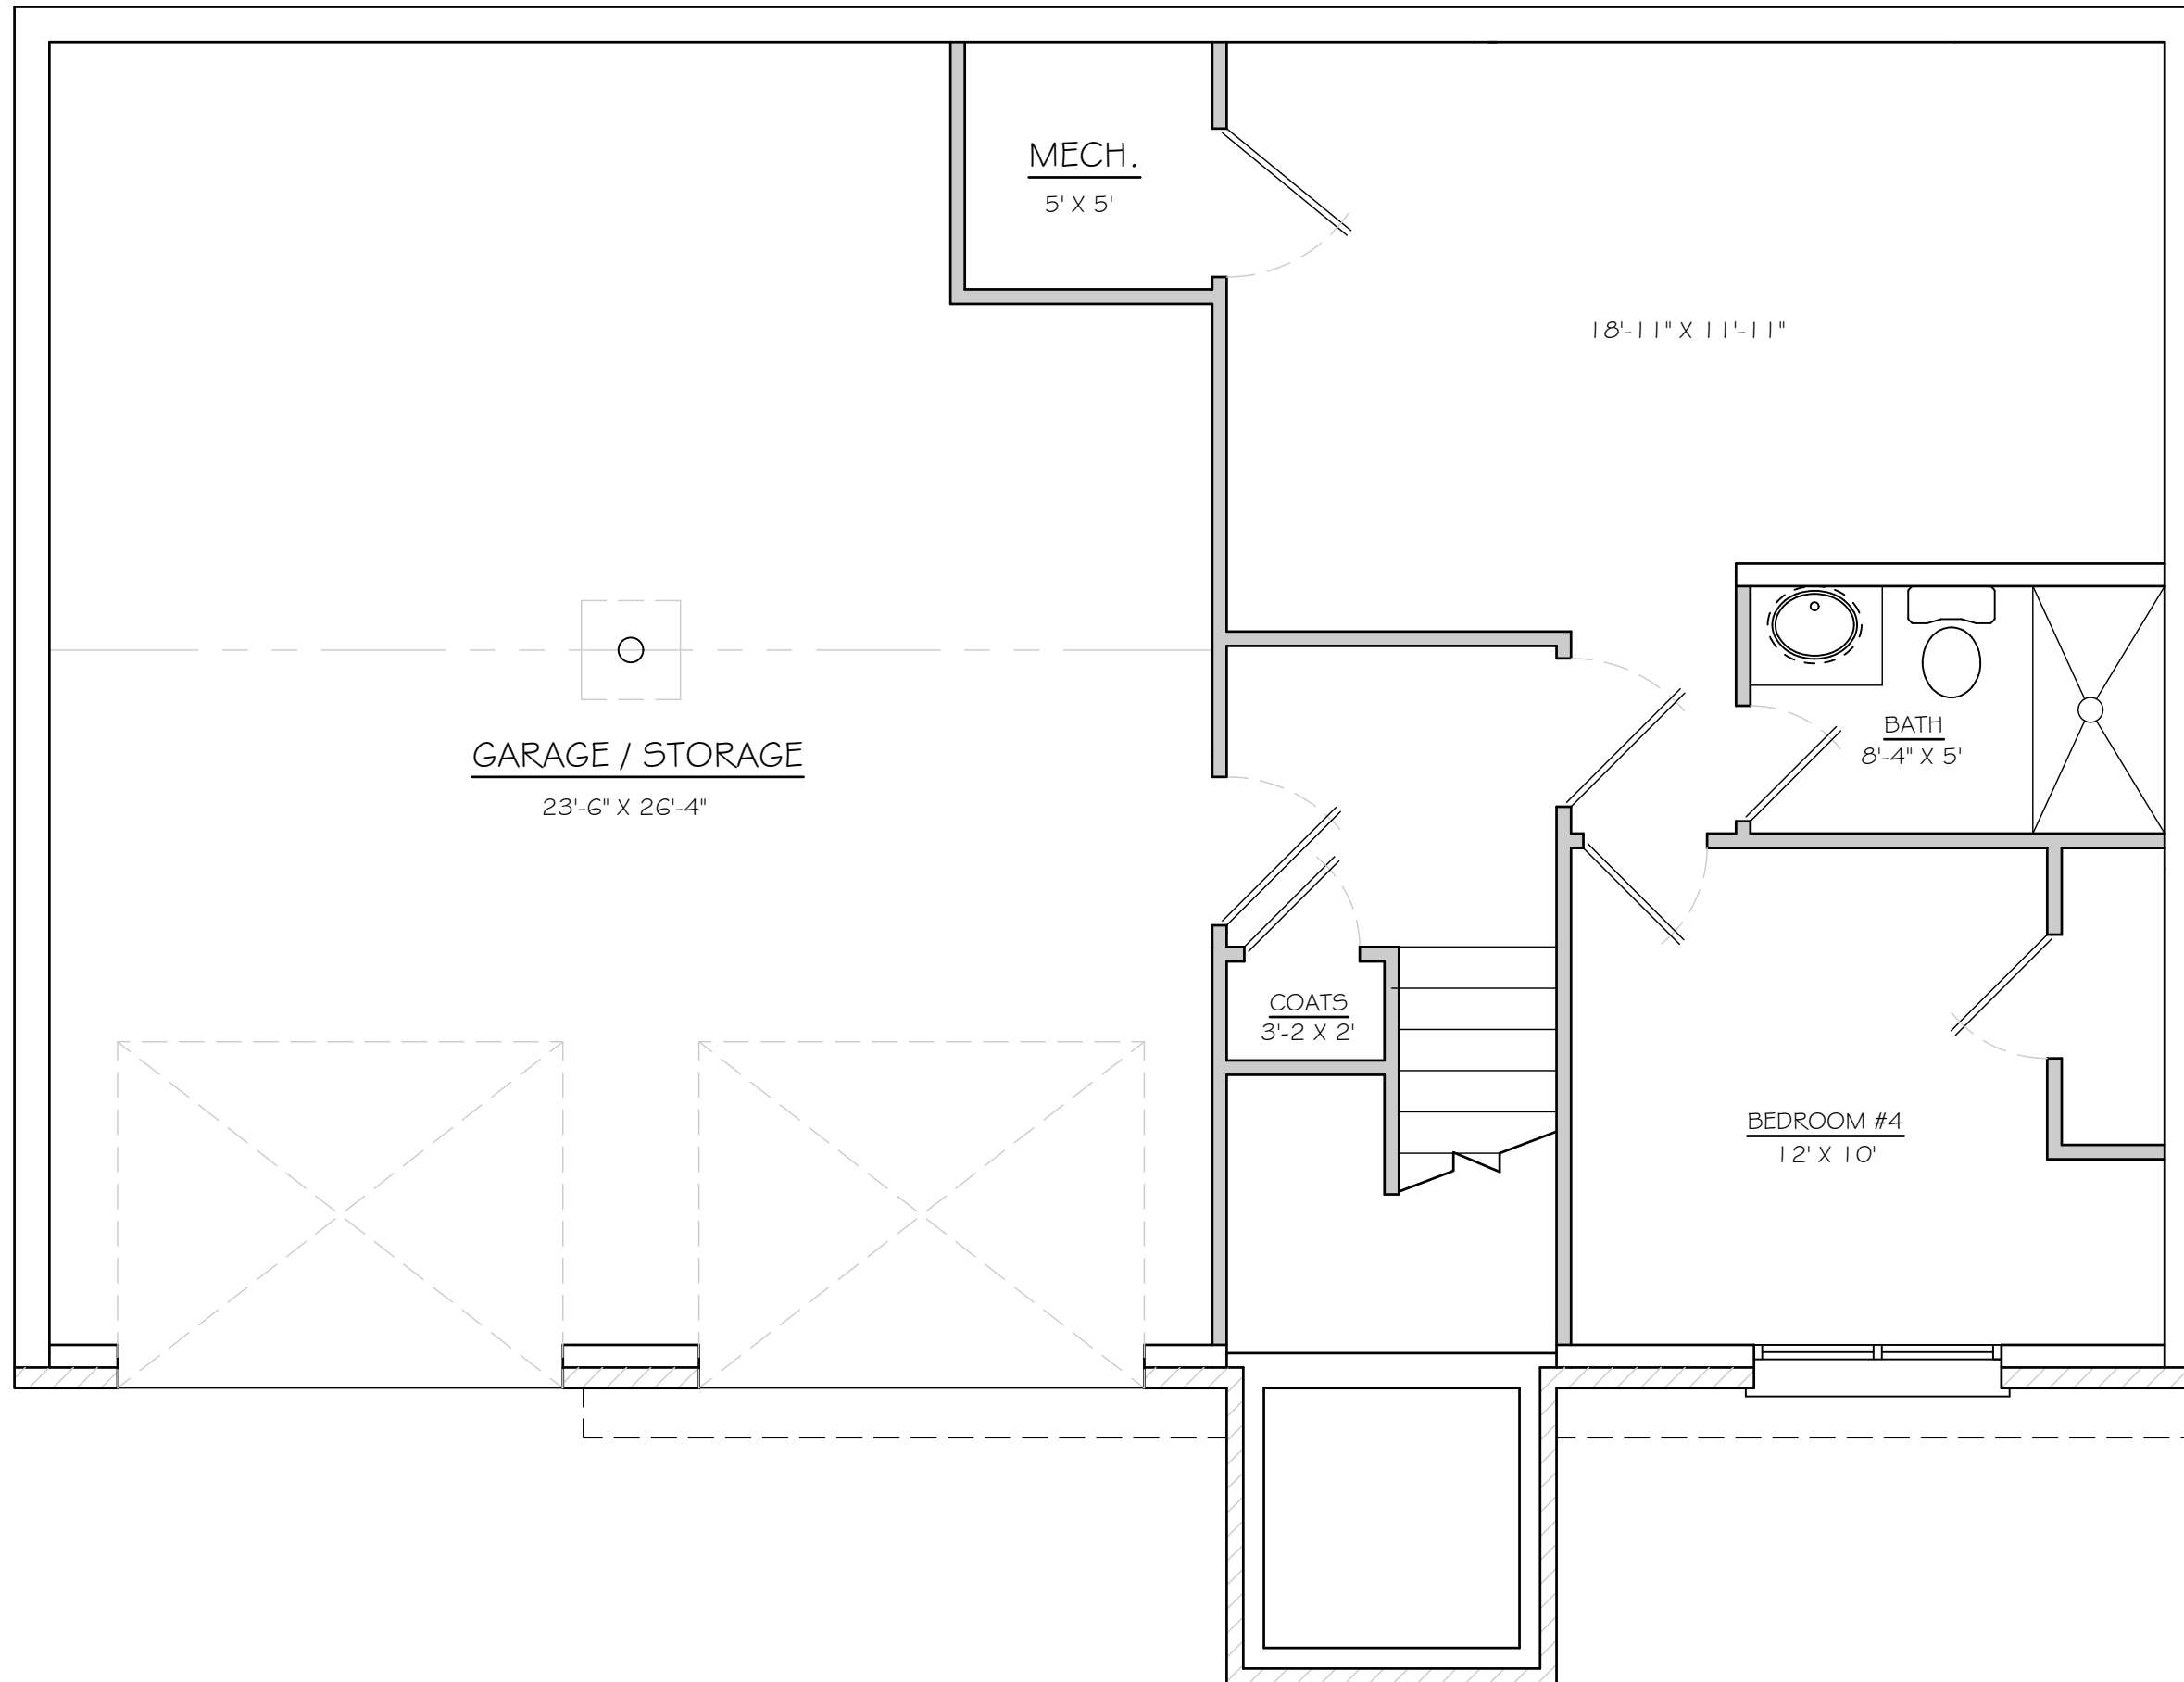 MECH.
5' X 5'
18'-11" X 11'-11"
BATH
8'-4" X 5'
GARAGE / STORAGE
23'-6" X 26'-4"
COATS
3'-2 X 2'
BEDROOM #4
12' X 10'